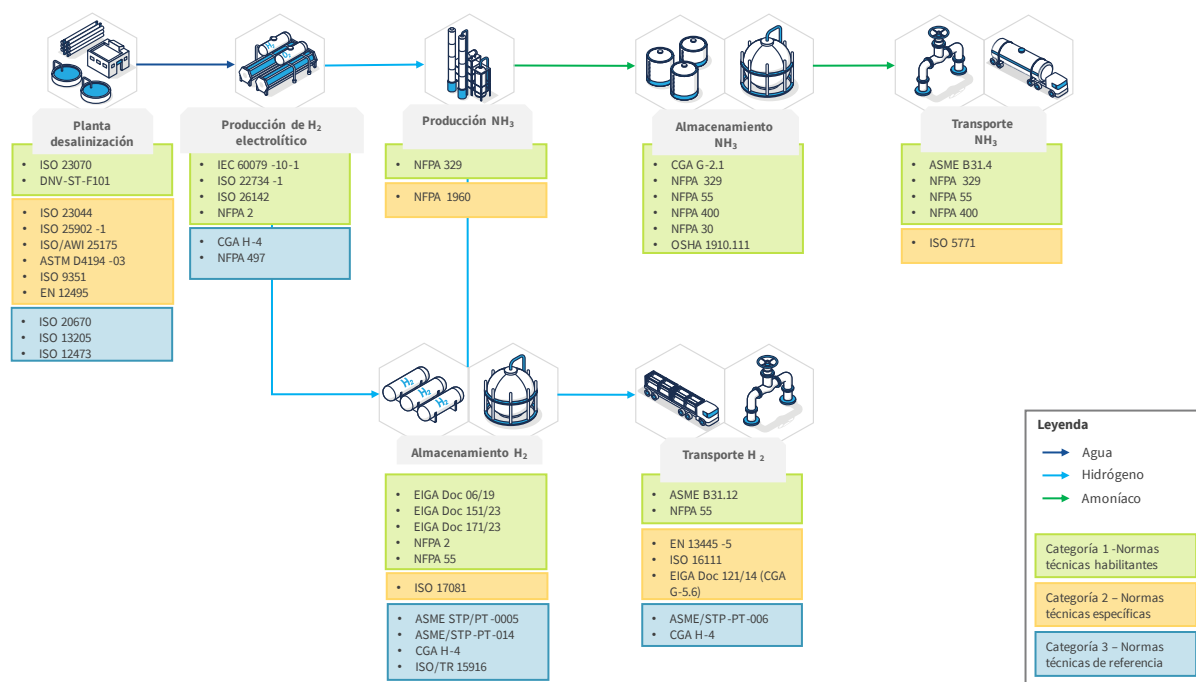 Planta
desalinización
• ISO 23070
• DNV-ST-F101
• ISO 23044
• ISO 25902 -1
• ISO/AWI 25175
• ASTM D4194 -03
• ISO 9351
• EN 12495
• ISO 20670
• ISO 13205
• ISO 12473
Producción de H2
electrolítico
• IEC 60079 -10-1
• ISO 22734 -1
• ISO 26142
• NFPA 2
• CGA H-4
• NFPA 497
Producción NH3
• NFPA 329
• NFPA 1960
Almacenamiento
NH3
• CGA G-2.1
• NFPA 329
• NFPA 55
• NFPA 400
• NFPA 30
• OSHA 1910.111
Transporte
NH3
• ASME B31.4
• NFPA 329
• NFPA 55
• NFPA 400
• ISO 5771
H2
H2
H2
Almacenamiento H2
• EIGA Doc 06/19
• EIGA Doc 151/23
• EIGA Doc 171/23
• NFPA 2
• NFPA 55
• ISO 17081
• ASME STP/PT -0005
• ASME/STP-PT-014
• CGA H-4
• ISO/TR 15916
Transporte H 2
• ASME B31.12
• NFPA 55
• EN 13445 -5
• ISO 16111
• EIGA Doc 121/14 (CGA
G-5.6)
• ASME/STP-PT-006
• CGA H-4
Leyenda
Agua
Hidrógeno
Amoníaco
Categoría 1 -Normas
técnicas habilitantes
Categoría 2 – Normas
técnicas específicas
Categoría 3 – Normas
técnicas de referencia